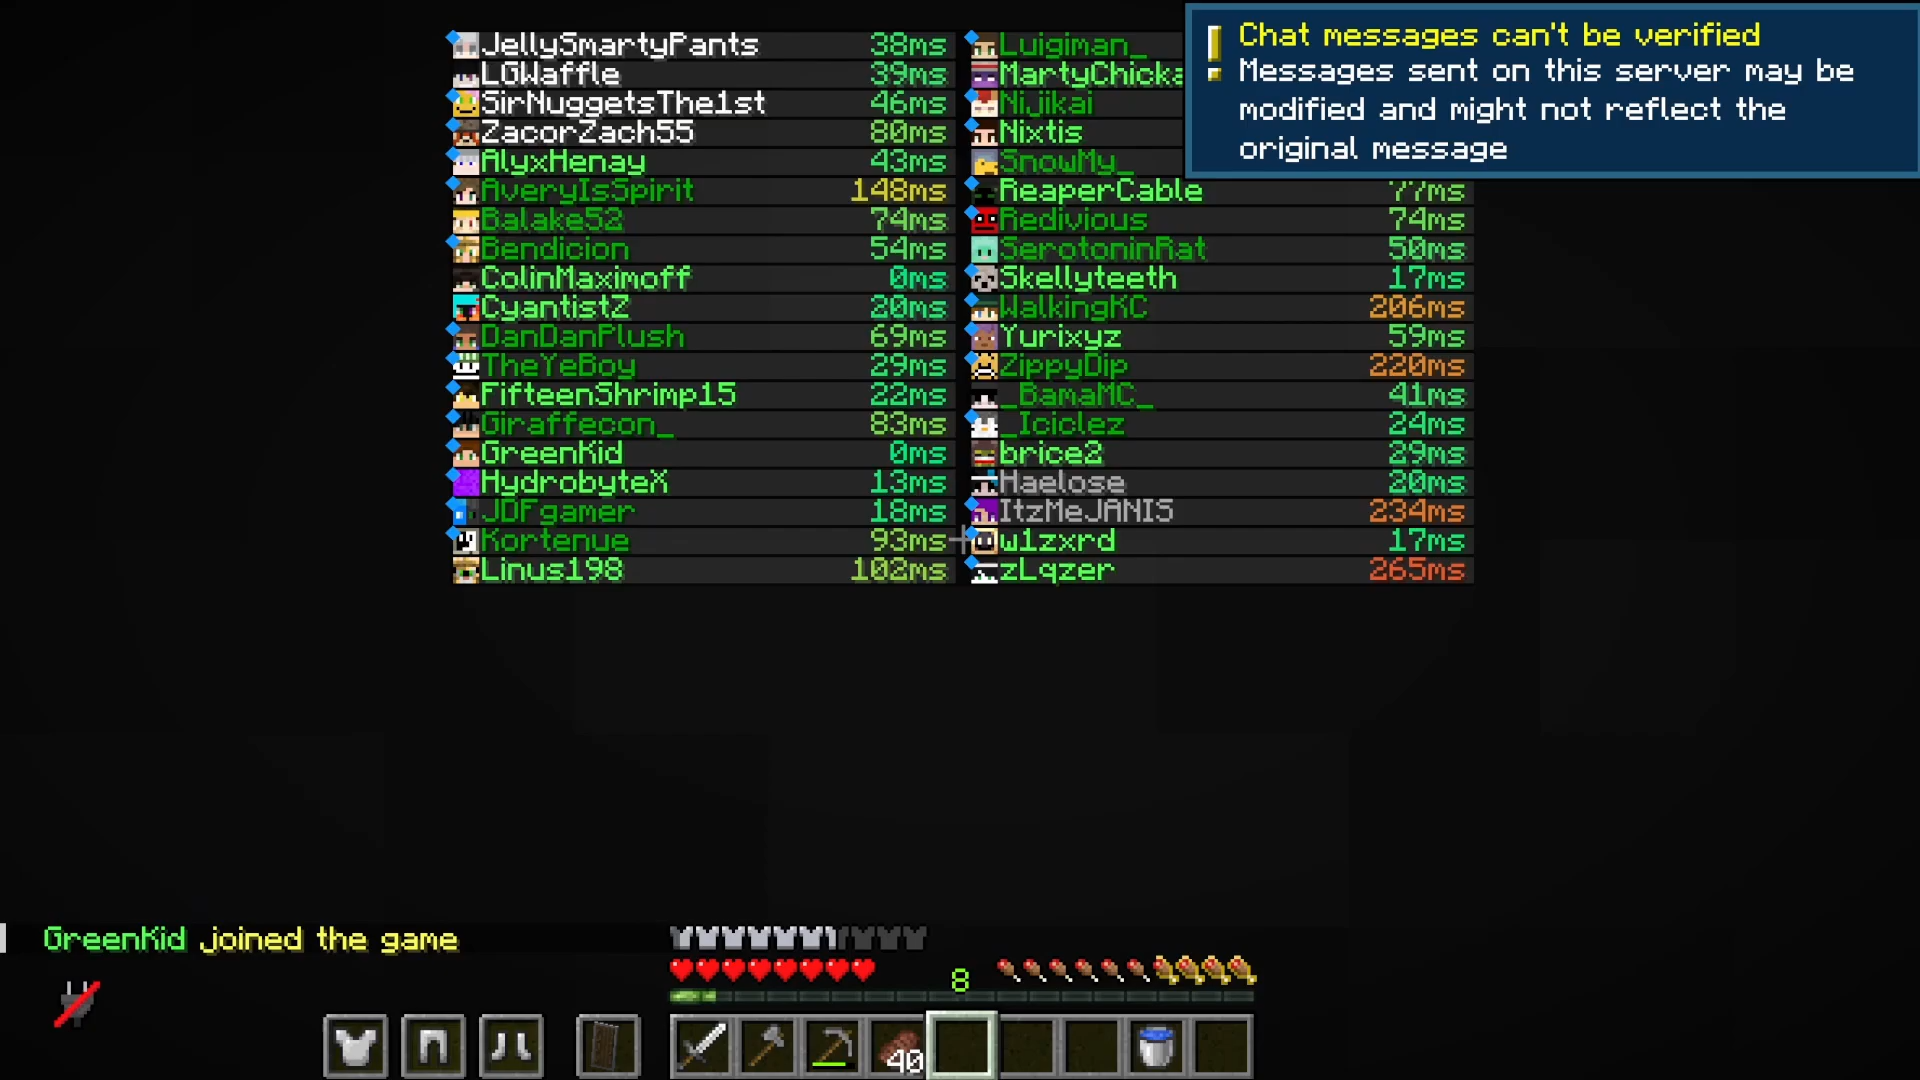 JellySmartyPants 38ms
LGWaffle 39ms
SirNuggetsThe1st 46ms
ZacorZach55 80ms
AlyxHenay 43ms
AveryIsSpirit 148ms
Balake52 74ms
Bendicion 54ms
ColinMaximoff 0ms
CyantistZ 20ms
DanDanPlush 69ms
TheYeBoy 29ms
FifteenShrimp15 22ms
Giraffecon_ 83ms
GreenKid 0ms
HydrobyteX 13ms
JDFgamer 18ms
Kortenue 93ms
Linus198 102ms
Luigiman_
MartyChicka
Nijikai
Nixtis
SnowMy_
ReaperCable 77ms
Redivious 74ms
SerotoninRat 50ms
Skellyteeth 17ms
WalkingKC 206ms
Yurixyz 59ms
ZippyDip 220ms
_BamaMC_ 41ms
_Iciclez 24ms
brice2 29ms
Haelose 20ms
ItzMeJANIS 234ms
w1zxrd 17ms
zLqzer 265ms
Chat messages can't be verified
Messages sent on this server may be
modified and might not reflect the
original message
GreenKid joined the game
8
40